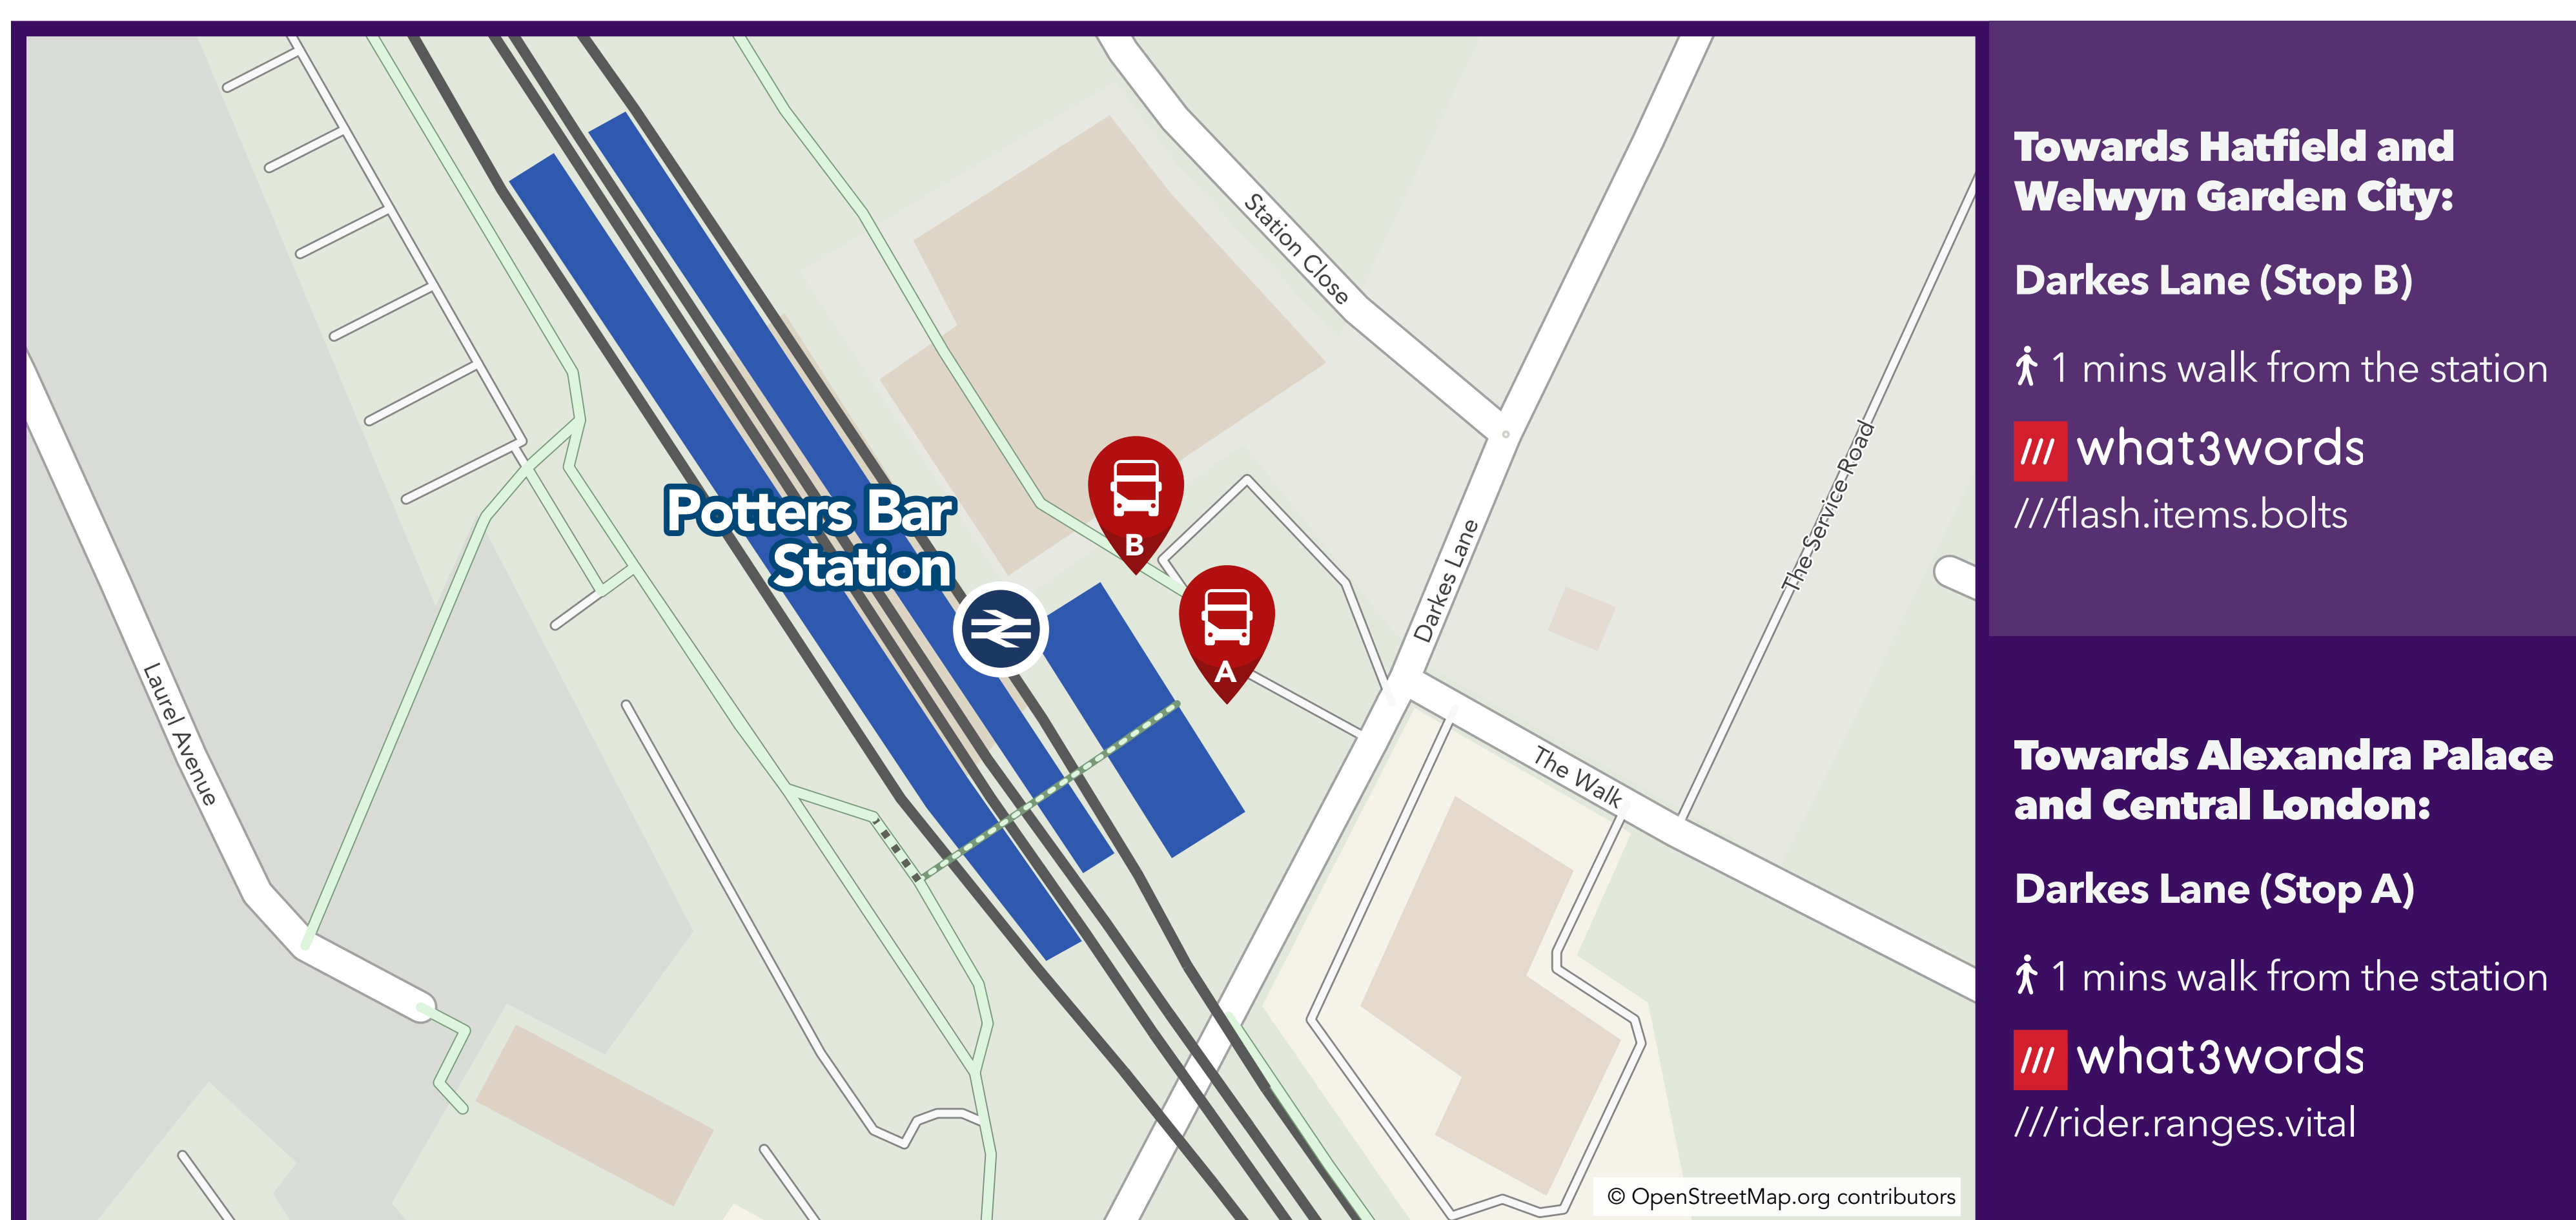 Station Close
Potters Bar
Station
B
A
Darkes Lane
The Service Road
Laurel Avenue
The Walk
© OpenStreetMap.org contributors
Towards Hatfield and
Welwyn Garden City:
Darkes Lane (Stop B)
1 mins walk from the station
/// what3words
///flash.items.bolts
Towards Alexandra Palace
and Central London:
Darkes Lane (Stop A)
1 mins walk from the station
/// what3words
///rider.ranges.vital